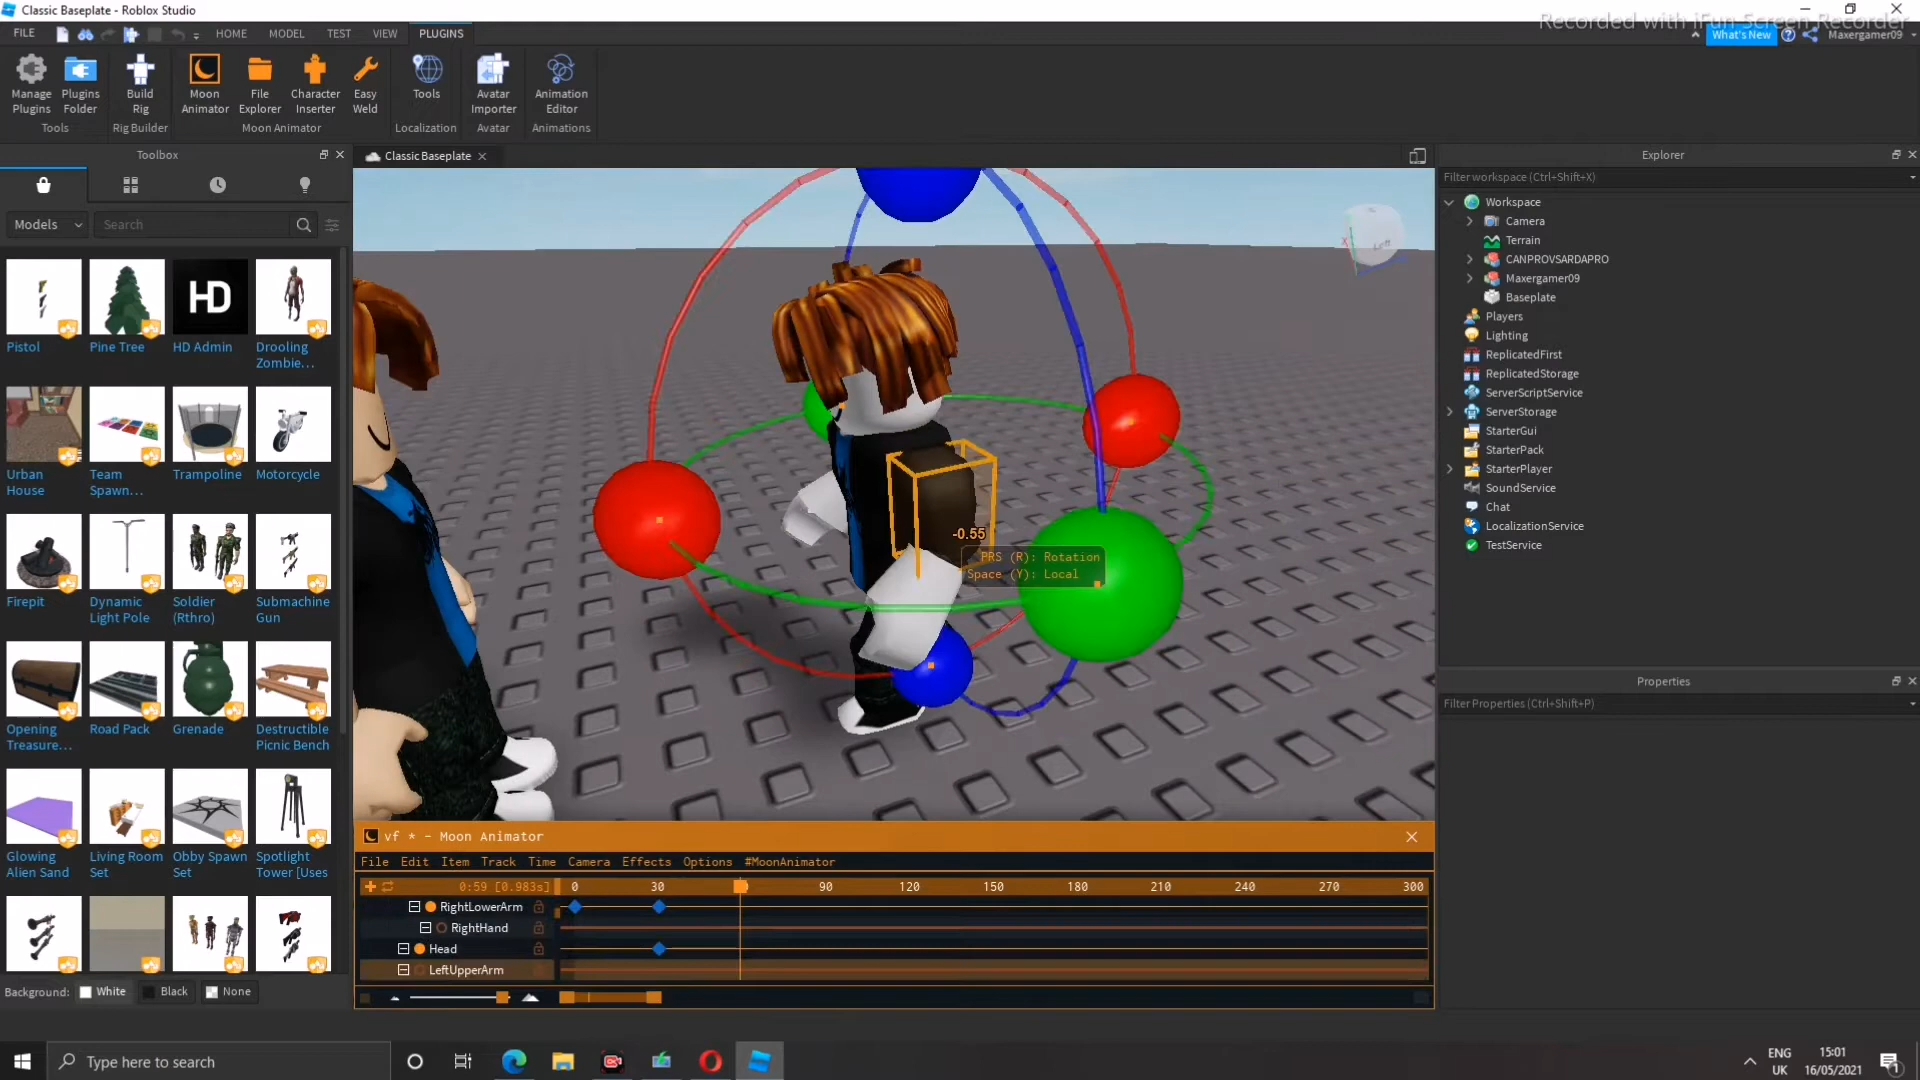 Classic Baseplate - Roblox Studio
Recorded with iFun Screen Recorder
FILE HOME MODEL TEST VIEW PLUGINS
What's New
Maxergamer09
Manage Plugins
Plugins Folder
Build Rig
Moon Animator
File Explorer
Character Inserter
Easy Weld
Tools
Avatar Importer
Animation Editor
Tools
Rig Builder
Moon Animator
Localization
Avatar
Animations
Toolbox
Classic Baseplate
Explorer
Models
Search
Filter workspace (Ctrl+Shift+X)
Workspace
Camera
Terrain
CANPROVSARDAPRO
Maxergamer09
Baseplate
Players
Lighting
ReplicatedFirst
ReplicatedStorage
ServerScriptService
ServerStorage
StarterGui
StarterPack
StarterPlayer
SoundService
Chat
LocalizationService
TestService
HD
Pistol
Pine Tree
HD Admin
Drooling
Zombie...
Urban
House
Team
Spawn...
Trampoline
Motorcycle
Firepit
Dynamic
Light Pole
Soldier
(Rthro)
Submachine
Gun
Opening
Treasure...
Road Pack
Grenade
Destructible
Picnic Bench
Glowing
Alien Sand
Living Room
Set
Obby Spawn
Set
Spotlight
Tower [Uses
Background: White Black None
Left
-0.55
PRS (R): Rotation
Space (Y): Local
Properties
Filter Properties (Ctrl+Shift+P)
vf * - Moon Animator
File Edit Item Track Time Camera Effects Options #MoonAnimator
0:59 [0.983s] 0 30 90 120 150 180 210 240 270 300
RightLowerArm
RightHand
Head
LeftUpperArm
Type here to search
ENG
UK
15:01
16/05/2021
1